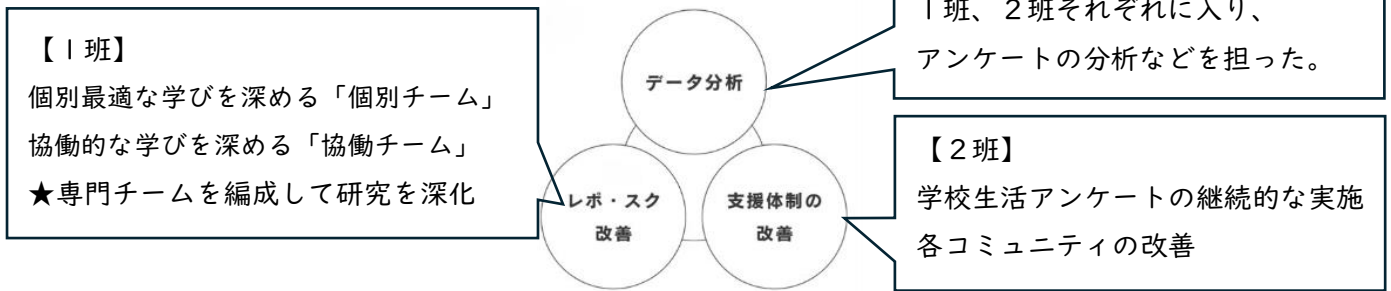 【1班】
個別最適な学びを深める「個別チーム」
協働的な学びを深める「協働チーム」
★専門チームを編成して研究を深化
データ分析
レポ・スク
改善
支援体制の
改善
1班、2班それぞれに入り、
アンケートの分析などを担った。
【2班】
学校生活アンケートの継続的な実施
各コミュニティの改善